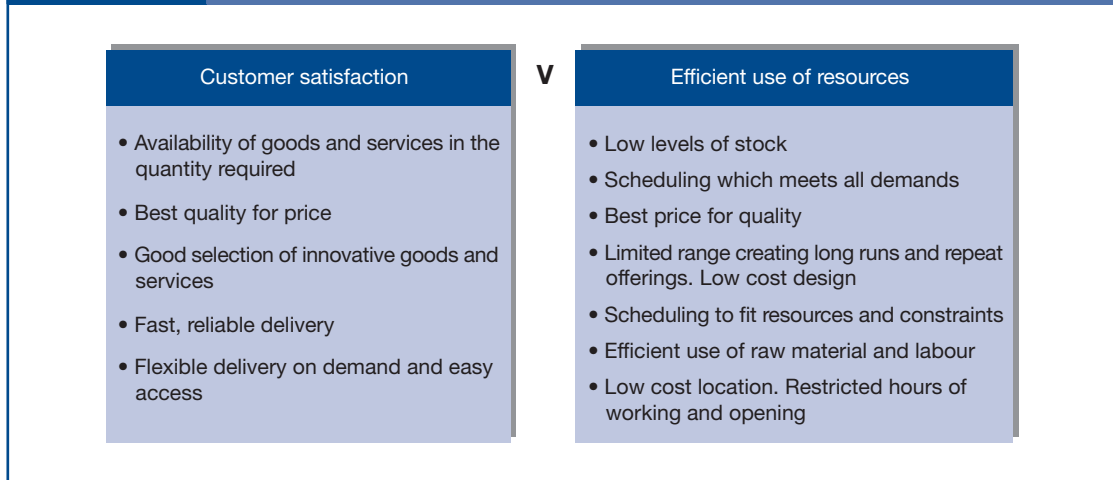 Customer satisfaction
V
Efficient use of resources
• Availability of goods and services in the
quantity required
• Best quality for price
• Good selection of innovative goods and
services
• Fast, reliable delivery
• Flexible delivery on demand and easy
access
• Low levels of stock
• Scheduling which meets all demands
• Best price for quality
• Limited range creating long runs and repeat
offerings. Low cost design
• Scheduling to fit resources and constraints
• Efficient use of raw material and labour
• Low cost location. Restricted hours of
working and opening